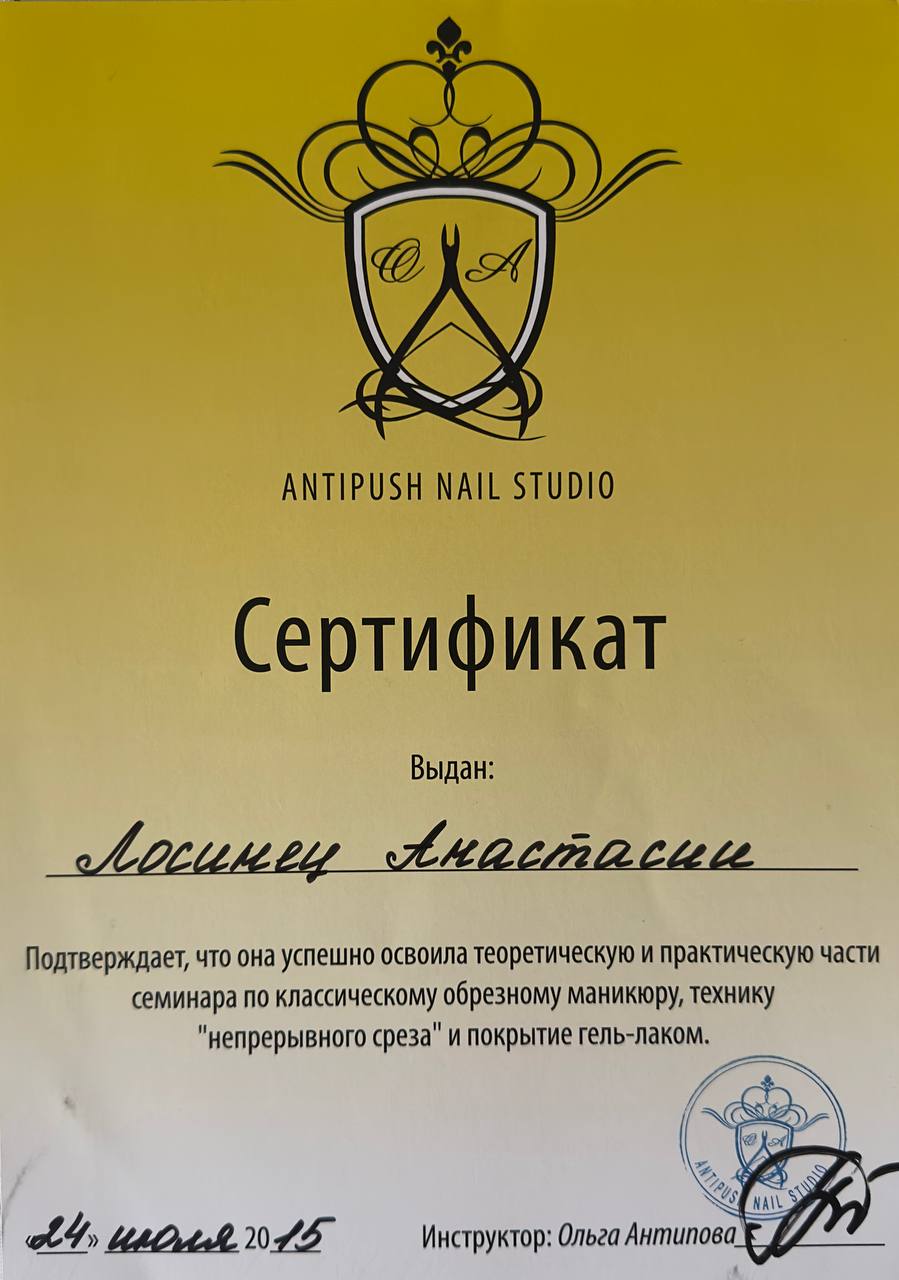 O A
ANTIPUSH NAIL STUDIO
Сертификат
Выдан:
Лосинец Анастасии
Подтверждает, что она успешно освоила теоретическую и практическую части
семинара по классическому обрезному маникюру, технику
"непрерывного среза" и покрытие гель-лаком.
O A
ANTIPUSH NAIL STUDIO
«24» июля 2015
Инструктор: Ольга Антипова